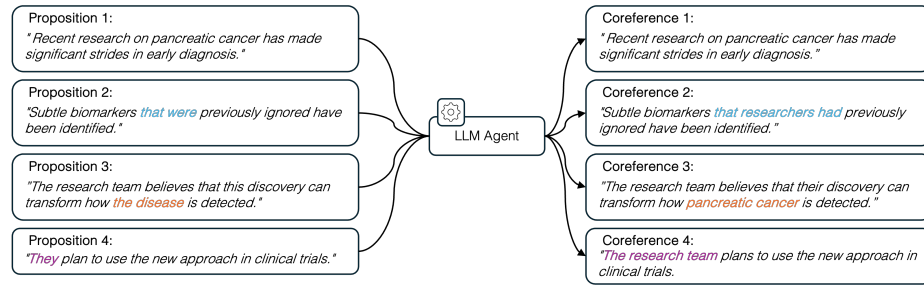 Proposition 1:
" Recent research on pancreatic cancer has made
significant strides in early diagnosis."
Proposition 2:
"Subtle biomarkers that were previously ignored have
been identified."
Proposition 3:
"The research team believes that this discovery can
transform how the disease is detected."
Proposition 4:
"They plan to use the new approach in clinical trials."
LLM Agent
Coreference 1:
" Recent research on pancreatic cancer has made
significant strides in early diagnosis.”
Coreference 2:
"Subtle biomarkers that researchers had previously
ignored have been identified.”
Coreference 3:
"The research team believes that their discovery can
transform how pancreatic cancer is detected.”
Coreference 4:
"The research team plans to use the new approach in
clinical trials.